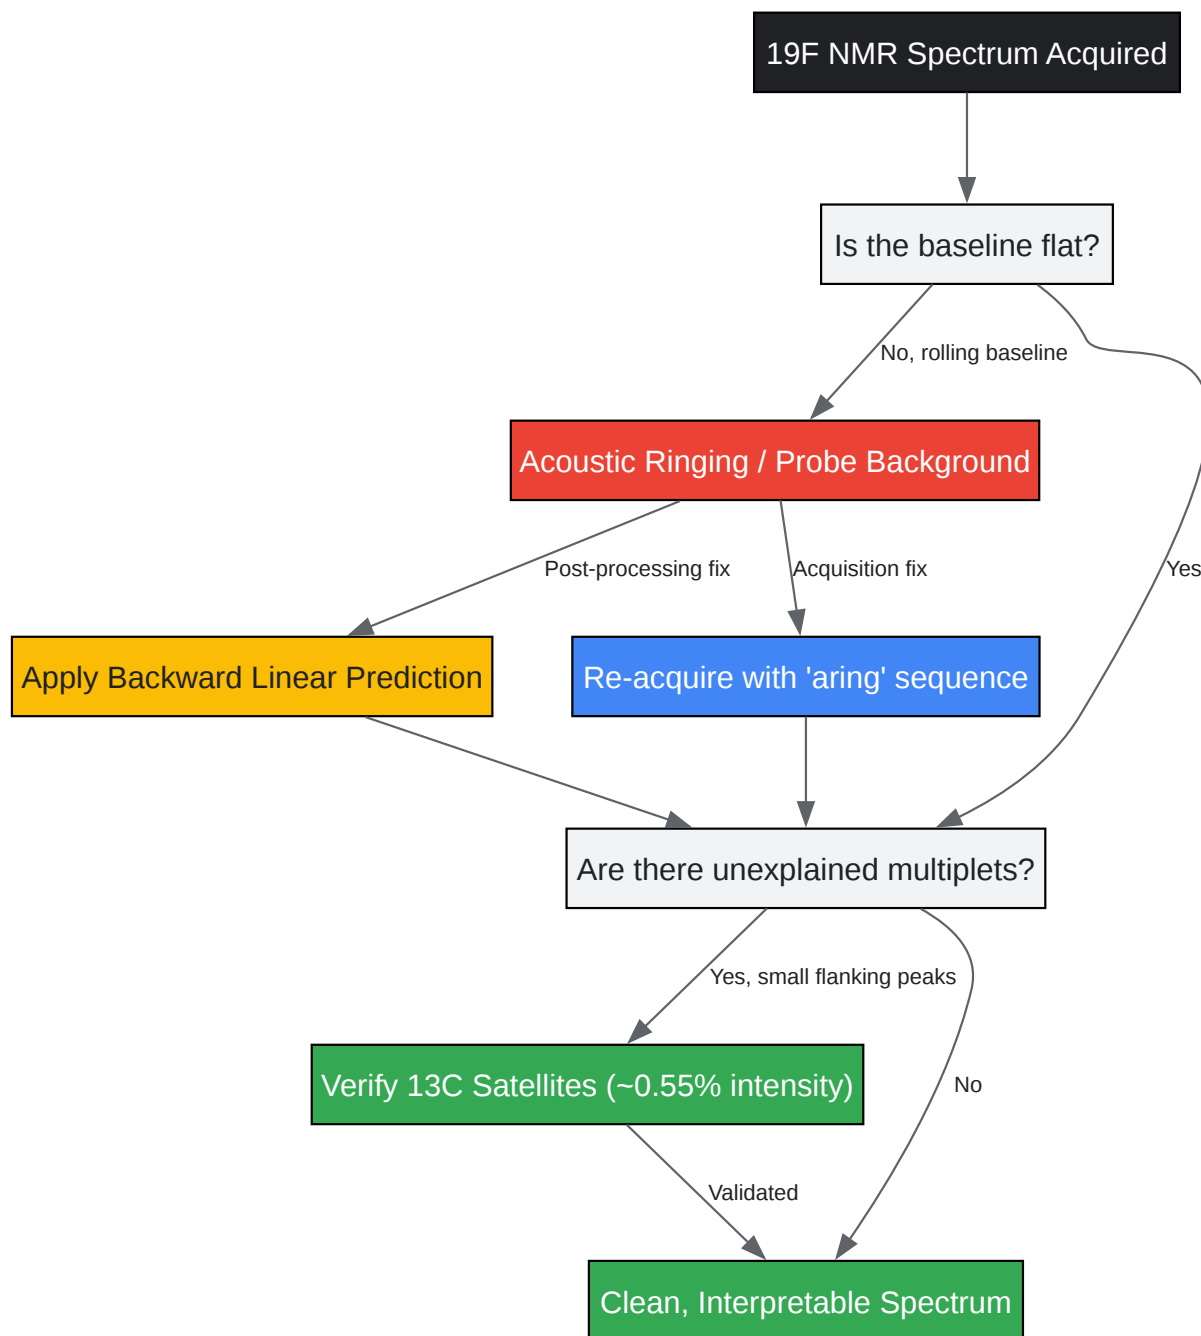 19F NMR Spectrum Acquired
Is the baseline flat?
No, rolling baseline
Acoustic Ringing / Probe Background
Post-processing fix
Acquisition fix
Yes
Apply Backward Linear Prediction
Re-acquire with 'aring' sequence
Are there unexplained multiplets?
Yes, small flanking peaks
Verify 13C Satellites (~0.55% intensity)
No
Validated
Clean, Interpretable Spectrum